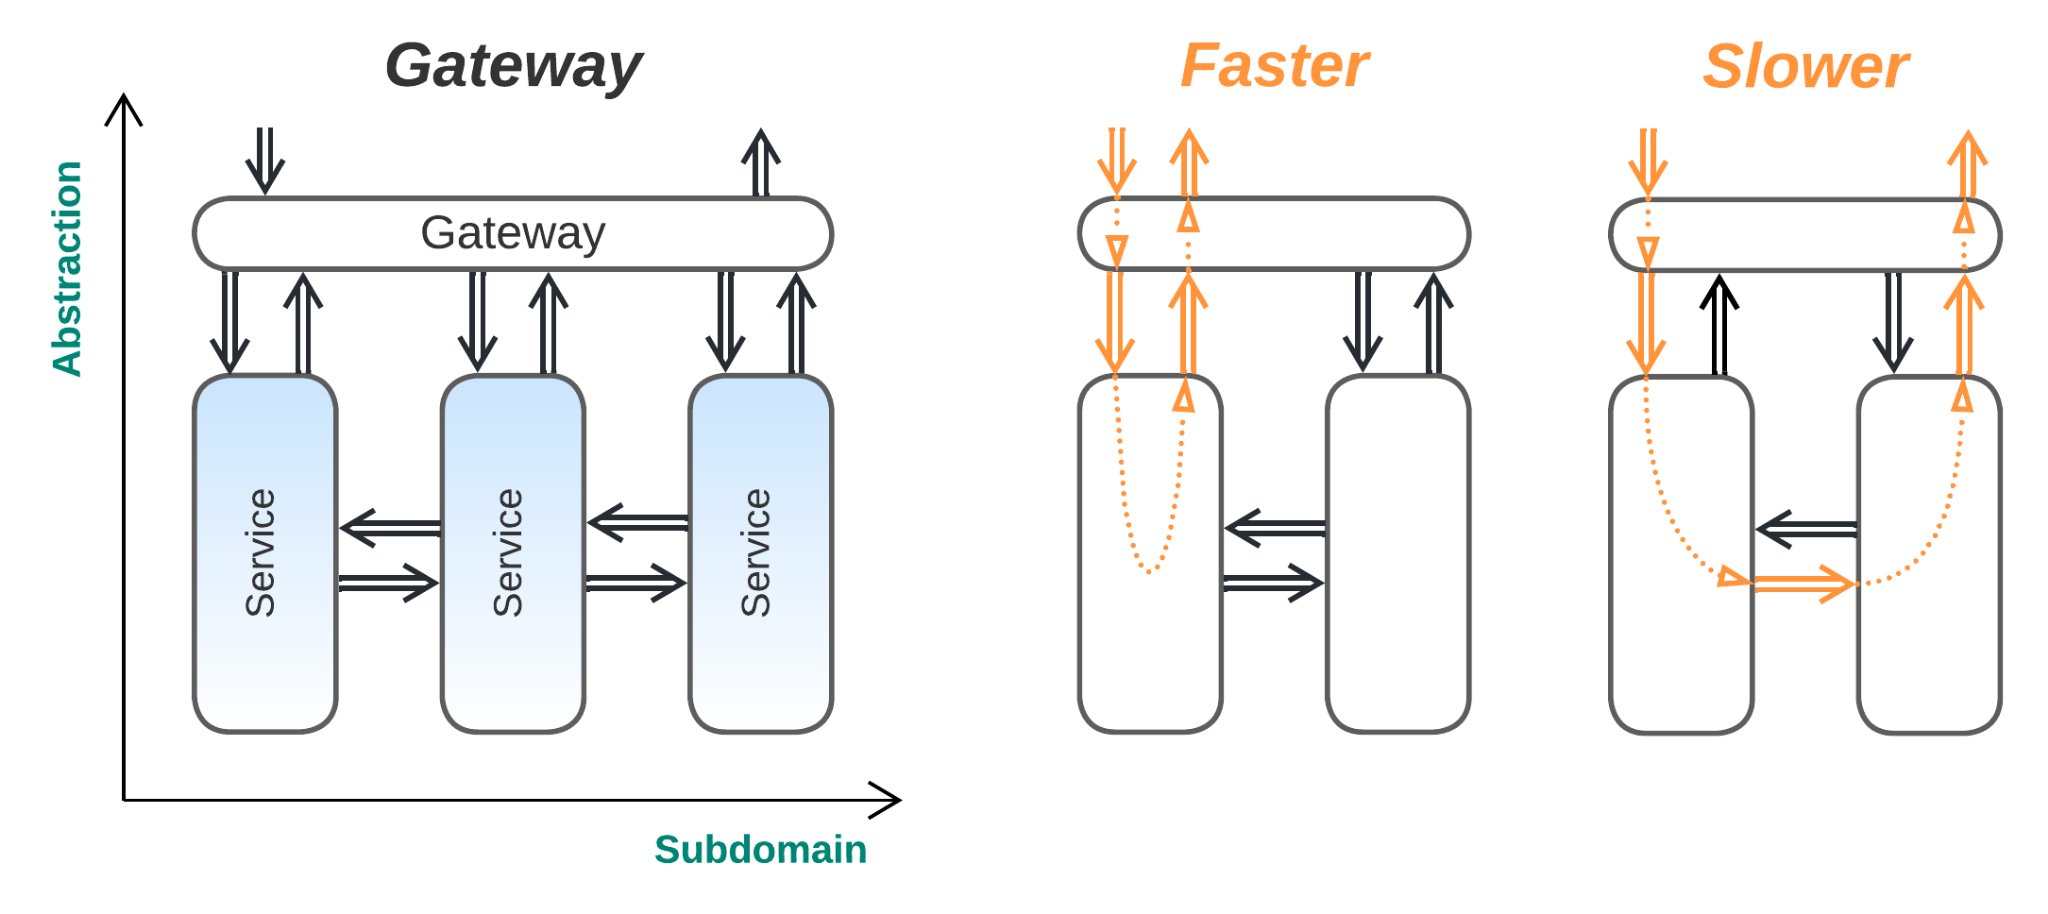 Gateway
Faster
Slower
Abstraction
Gateway
Service
Service
Service
Subdomain